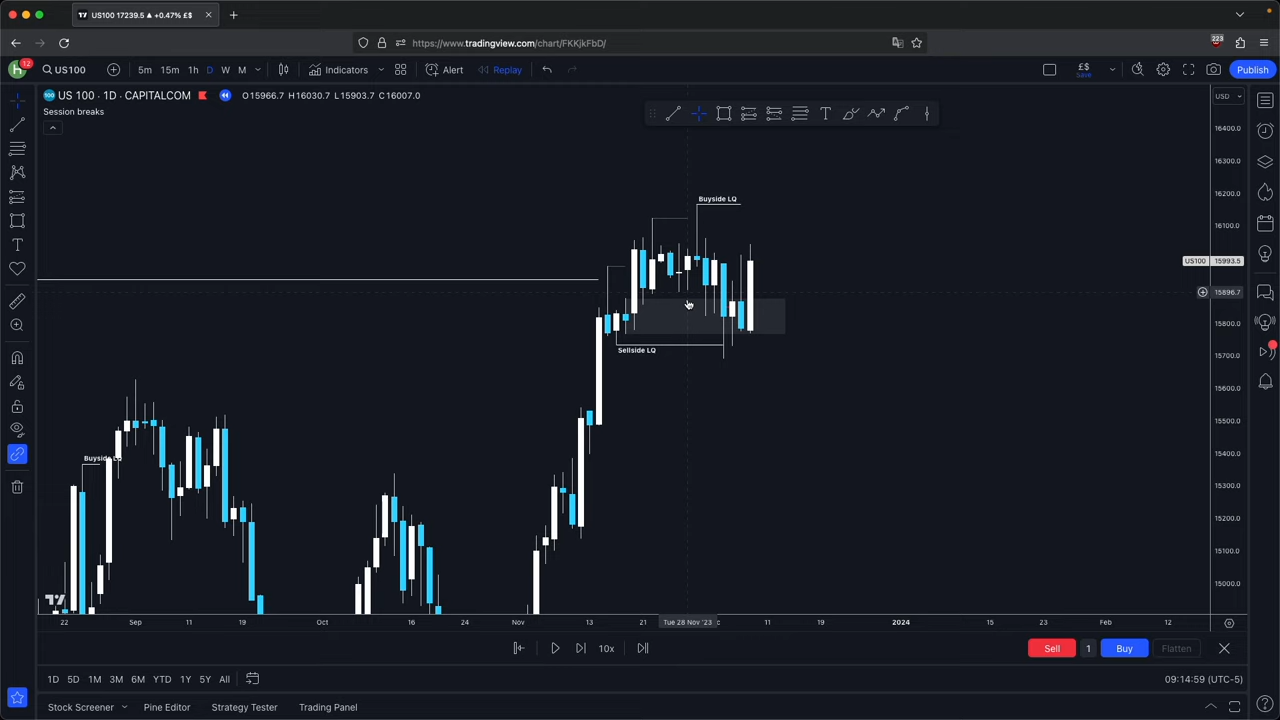 US100 17239.5 ▲ +0.47% £$
223
https://www.tradingview.com/chart/FKKjkFbD/
H 12 US100 5m 15m 1h D W M Indicators Alert Replay £$ Save Publish
US 100 · 1D · CAPITALCOM O15966.7 H16030.7 L15903.7 C16007.0 USD
Session breaks
16400.0
16300.0
16200.0
Buyside LQ
16100.0
US100 15993.5
15896.7
15800.0
Sellside LQ
15700.0
15600.0
15500.0
Buyside LQ
15400.0
15300.0
15200.0
15100.0
15000.0
22 Sep 11 19 Oct 16 24 Nov 13 21 Tue 28 Nov '23 c 11 19 2024 15 23 Feb 12
10x Sell 1 Buy Flatten
1D 5D 1M 3M 6M YTD 1Y 5Y All 09:14:59 (UTC-5)
Stock Screener Pine Editor Strategy Tester Trading Panel